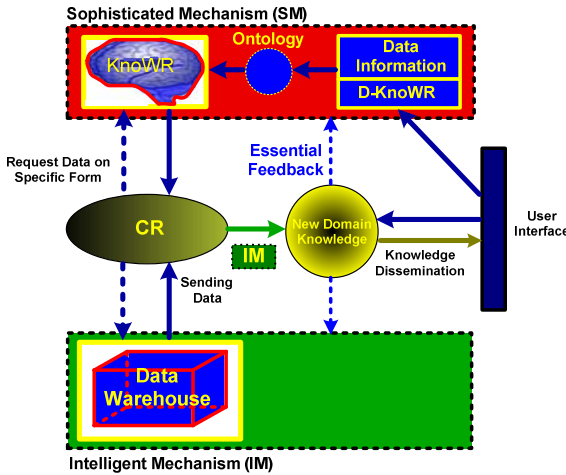 Sophisticated Mechanism (SM)
KnoWR
Ontology
Data
Information
D-KnoWR
Request Data on
Specific Form
Essential
Feedback
CR
IM
New Domain
Knowledge
User
Interface
Knowledge
Dissemination
Sending
Data
Data
Warehouse
Intelligent Mechanism (IM)